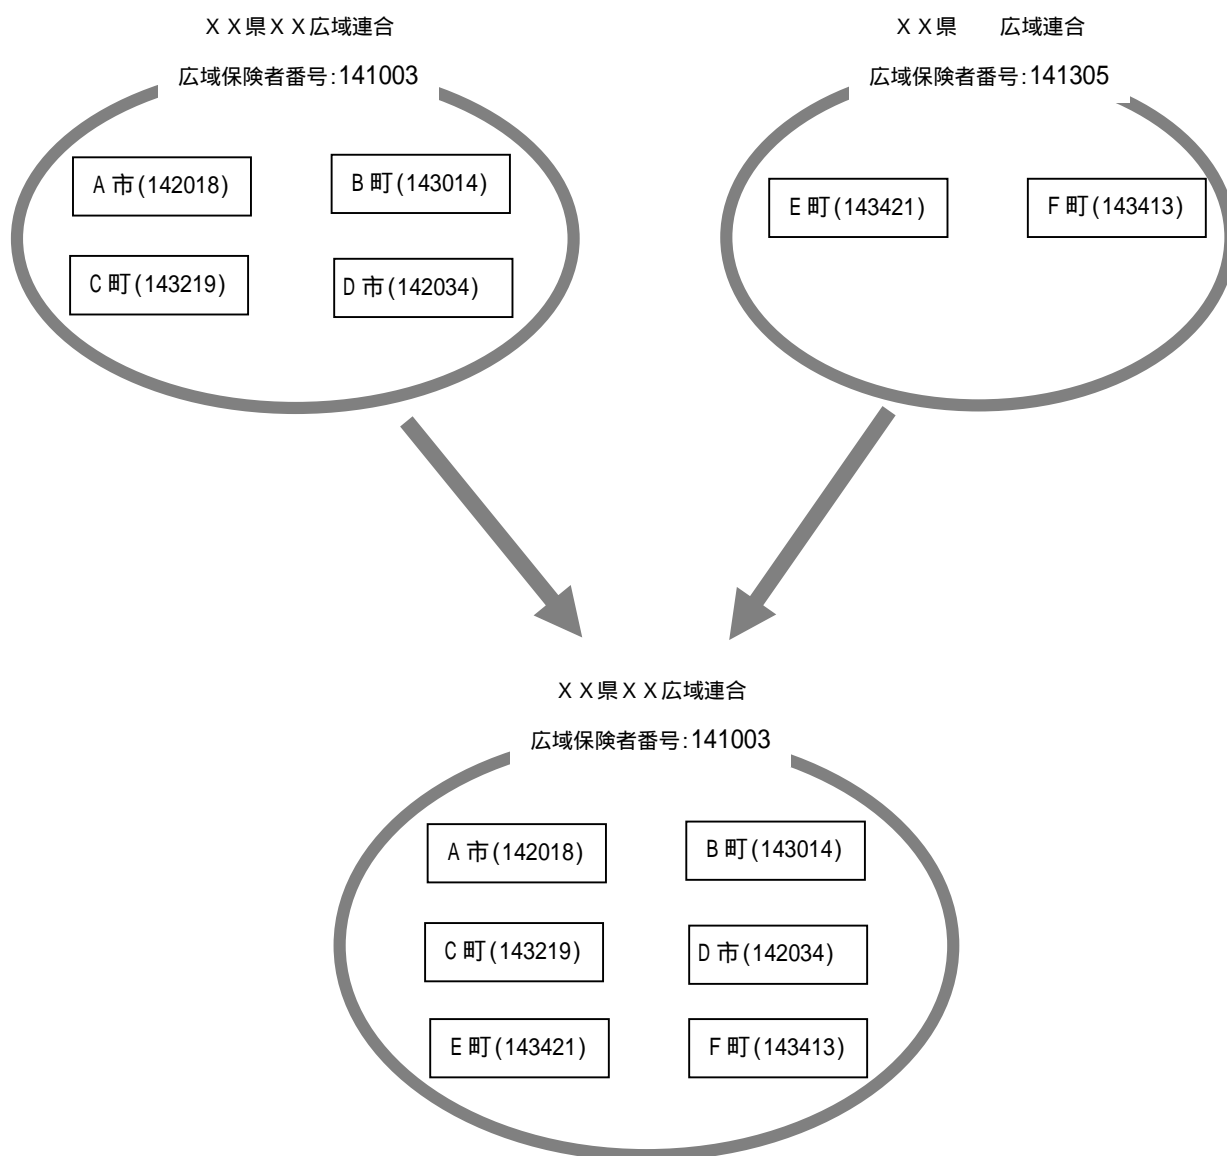 ＸＸ県ＸＸ広域連合
広域保険者番号:141003
A市(142018)
B町(143014)
C町(143219)
D市(142034)
ＸＸ県　　広域連合
広域保険者番号:141305
E町(143421)
F町(143413)
ＸＸ県ＸＸ広域連合
広域保険者番号:141003
A市(142018)
B町(143014)
C町(143219)
D市(142034)
E町(143421)
F町(143413)